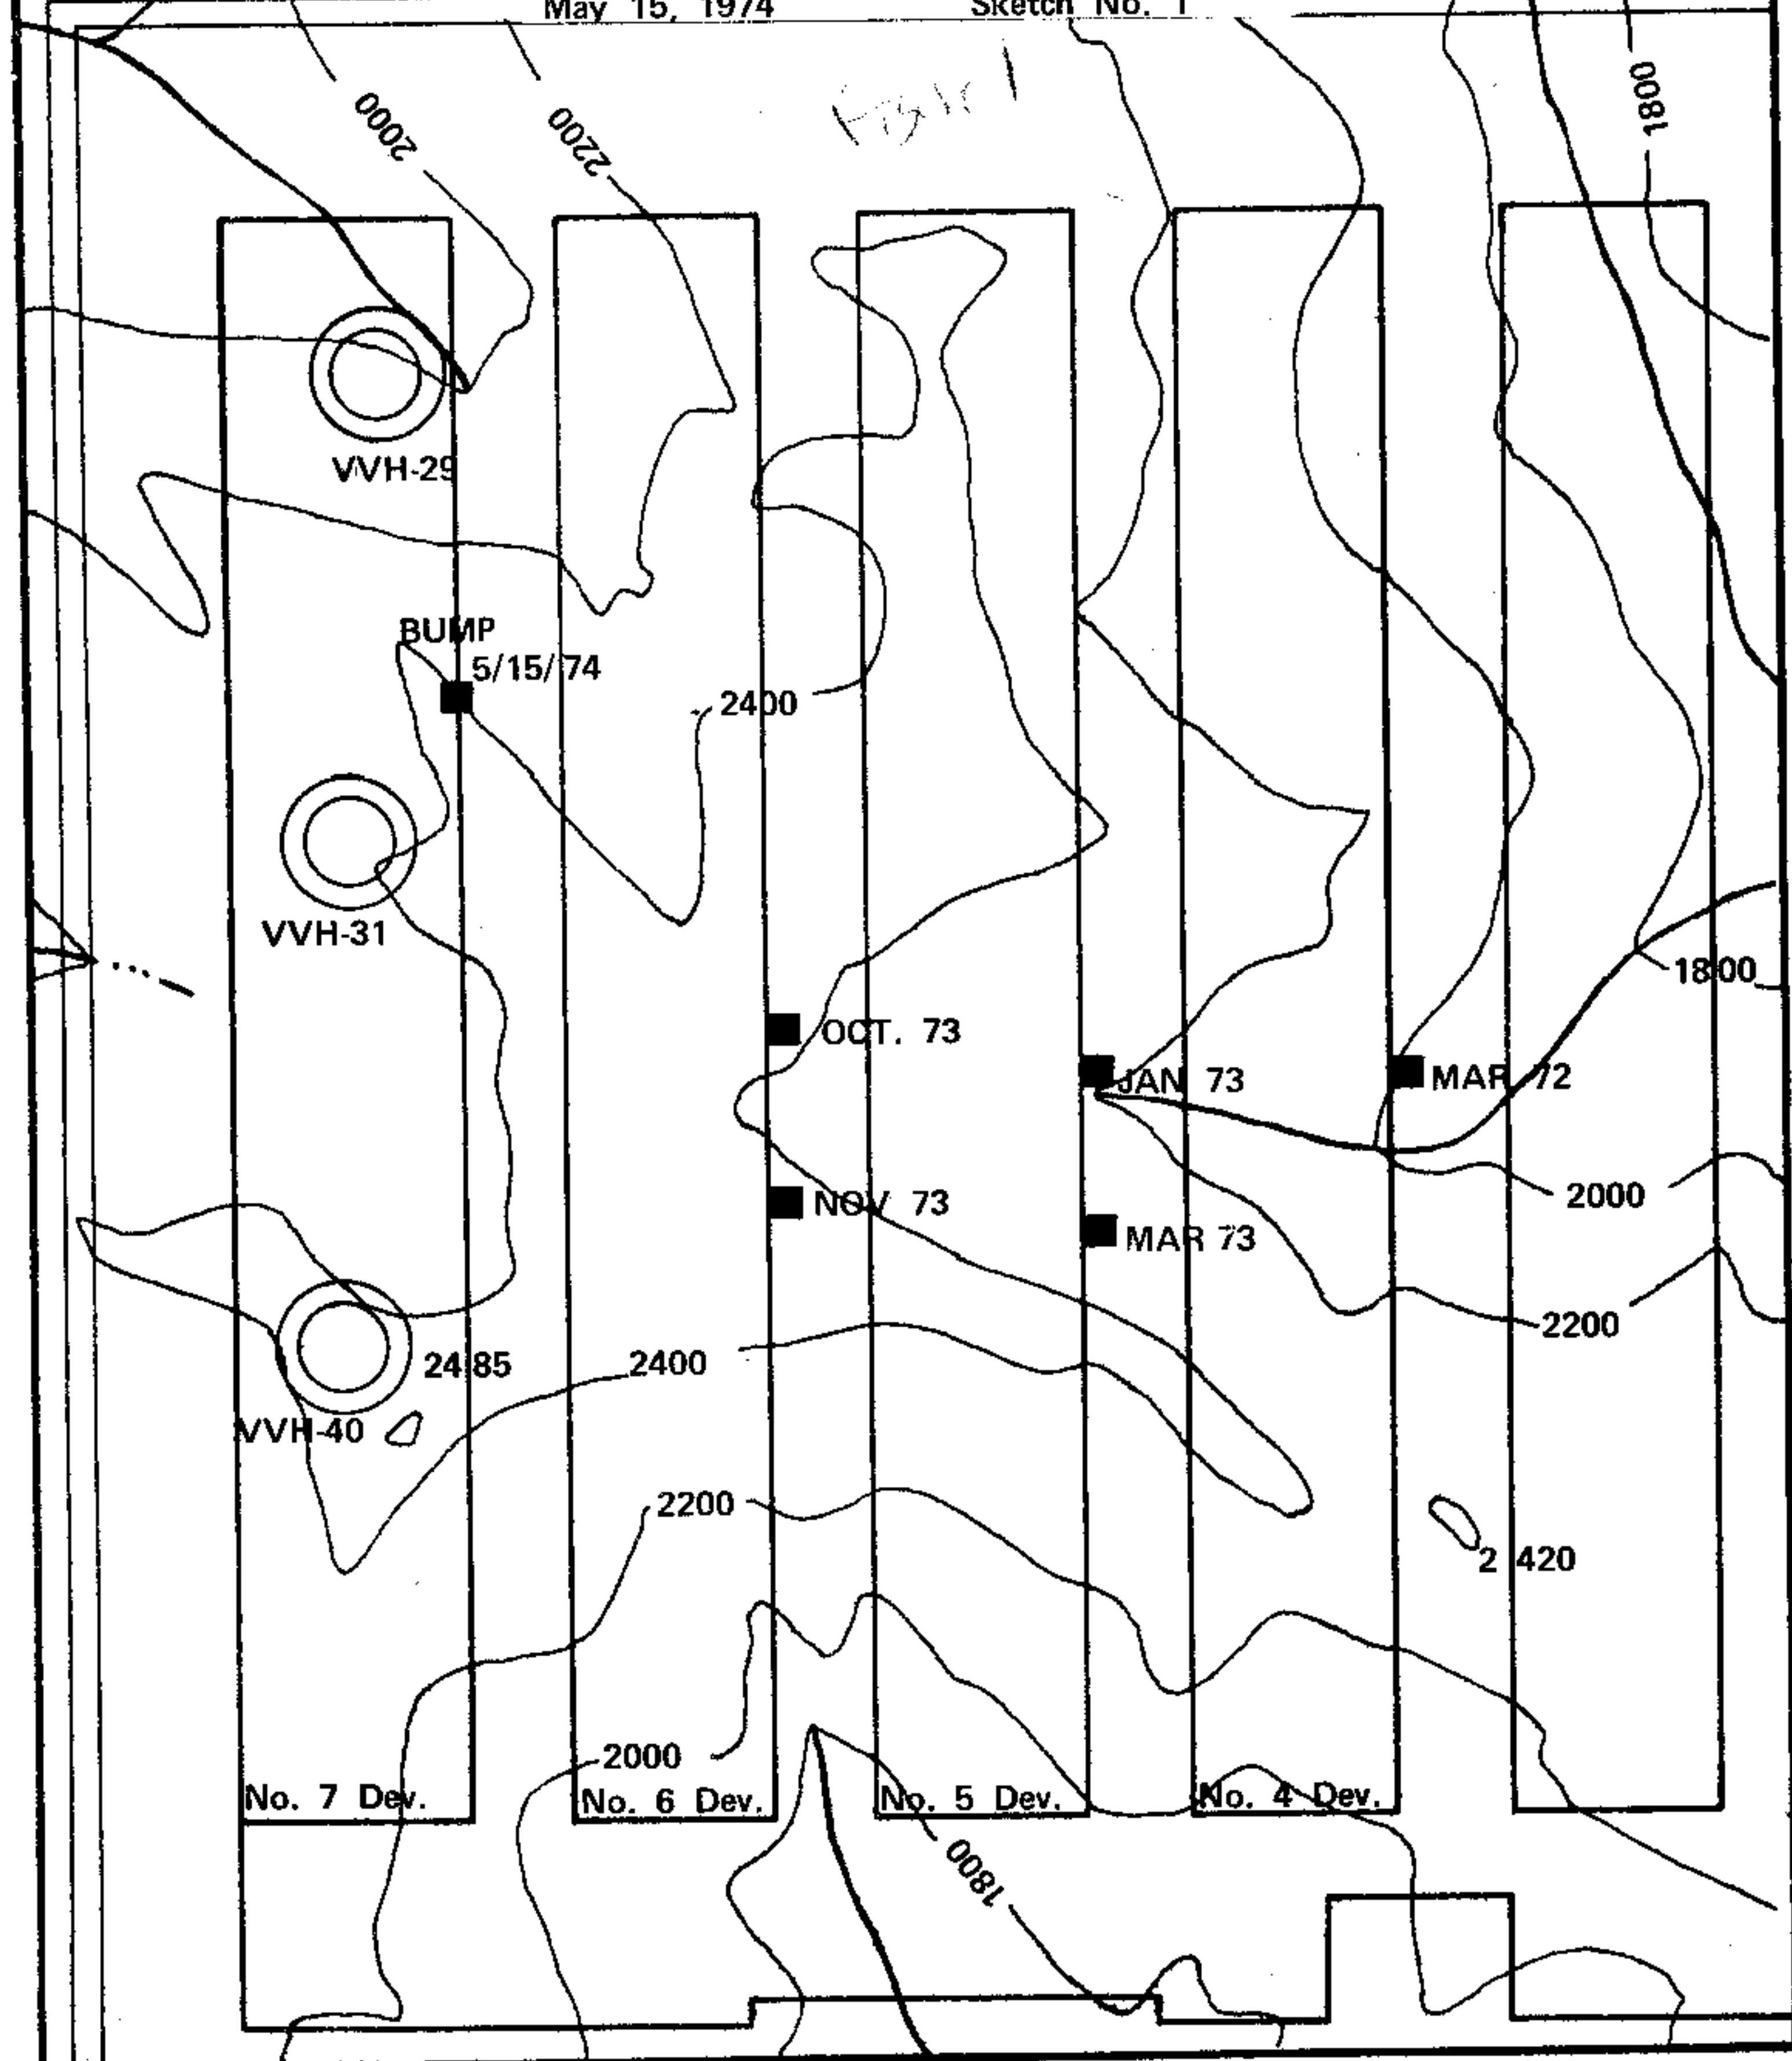 May 15, 1974 Sketch No. 1
2000
2200
1800
VVH-29
BUMP
5/15/74
2400
VVH-31
1800
OCT. 73
JAN 73
MAR 72
NOV 73
2000
MAR 73
2200
2485
2400
VVH-40
2200
2 420
2000
No. 7 Dev.
No. 6 Dev.
No. 5 Dev.
No. 4 Dev.
1800